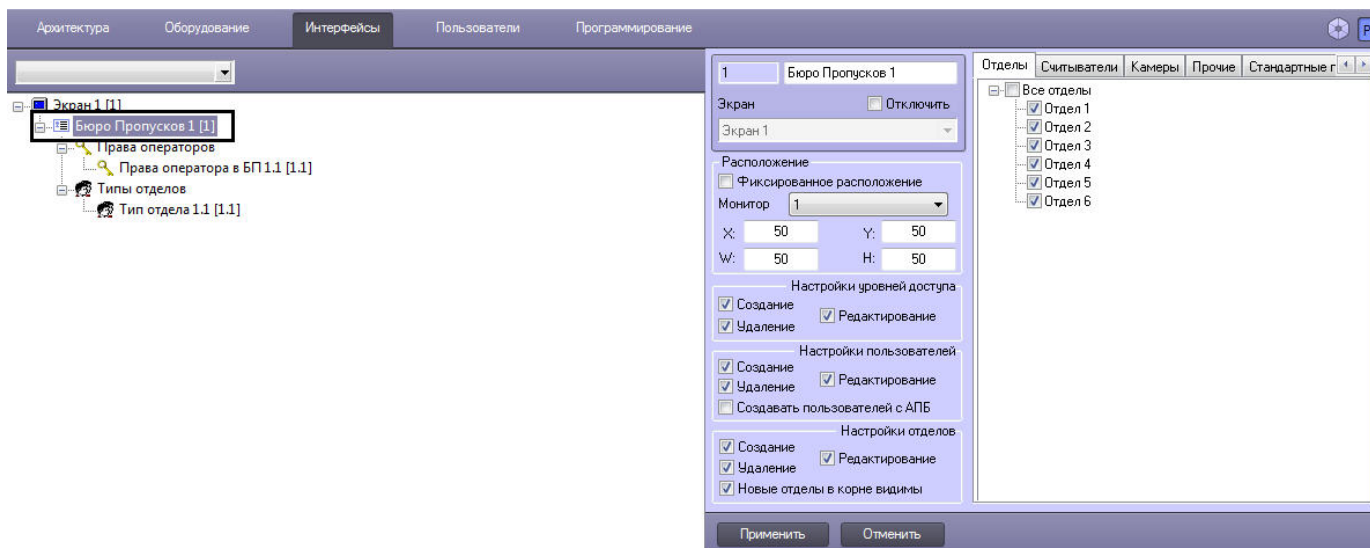 Архитектура Оборудование Интерфейсы Пользователи Программирование
Экран 1 [1]
Бюро Пропусков 1 [1]
Права операторов
Права оператора в БП 1.1 [1.1]
Типы отделов
Тип отдела 1.1 [1.1]
1 Бюро Пропусков 1
Экран Отключить
Экран 1
Расположение
Фиксированное расположение
Монитор 1
X: 50 Y: 50
W: 50 H: 50
Настройки уровней доступа
Создание
Редактирование
Удаление
Настройки пользователей
Создание
Редактирование
Удаление
Создавать пользователей с АПБ
Настройки отделов
Создание
Редактирование
Удаление
Новые отделы в корне видимы
Применить Отменить
Отделы Считыватели Камеры Прочие Стандартные г
Все отделы
Отдел 1
Отдел 2
Отдел 3
Отдел 4
Отдел 5
Отдел 6